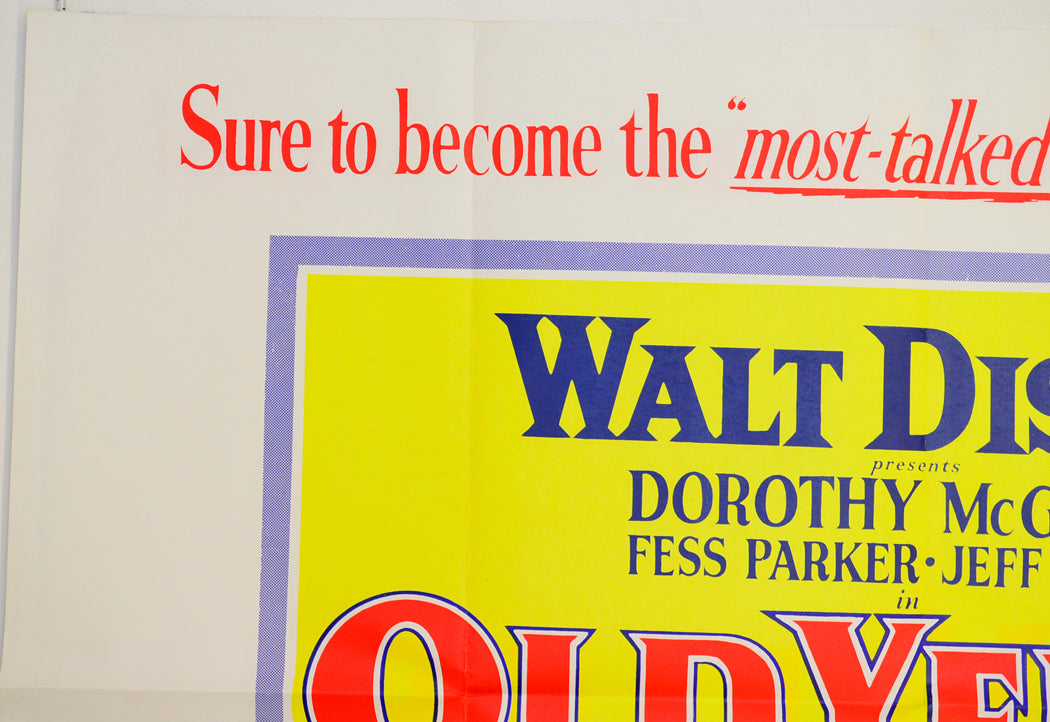 Sure to become the "most-talked
WALT DIS
presents
DOROTHY McG
FESS PARKER · JEFF
in
OLD YE